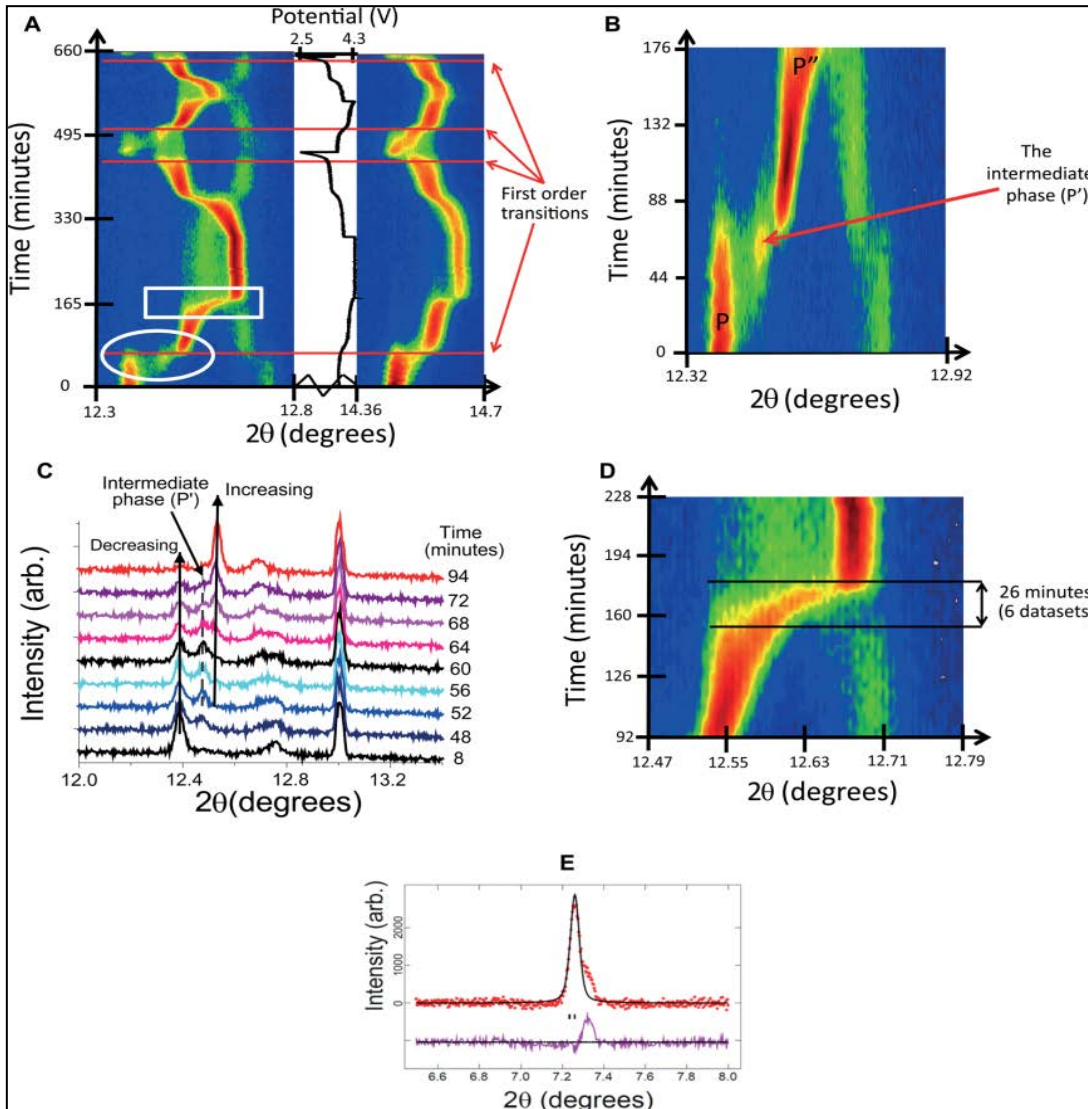 A
Potential (V)
2.5 4.3
660
495
330
165
0
Time (minutes)
12.3 12.8 14.36 14.7
2θ (degrees)
First order
transitions
B
176
132
88
44
0
Time (minutes)
P"
P
12.32 12.92
2θ (degrees)
The
intermediate
phase (P')
C
Intermediate
phase (P')
Increasing
Decreasing
Time
(minutes)
94
72
68
64
60
56
52
48
8
Intensity (arb.)
12.0 12.4 12.8 13.2
2θ(degrees)
D
228
194
160
126
92
Time (minutes)
26 minutes
(6 datasets
12.47 12.55 12.63 12.71 12.79
2θ (degrees)
E
Intensity (arb.)
2000
1000
0
6.6 6.8 7.0 7.2 7.4 7.6 7.8 8.0
2θ (degrees)